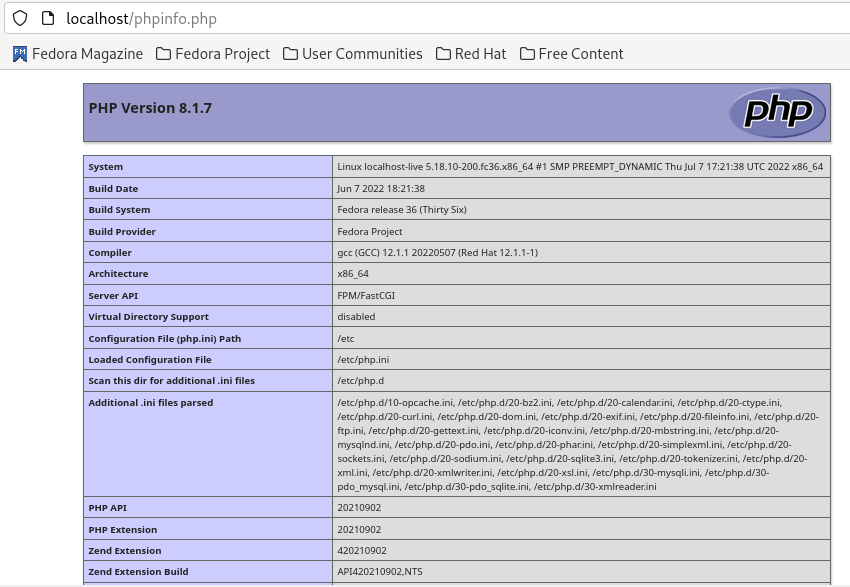 localhost/phpinfo.php
FM Fedora Magazine Fedora Project User Communities Red Hat Free Content
PHP Version 8.1.7 php
System Linux localhost-live 5.18.10-200.fc36.x86_64 #1 SMP PREEMPT_DYNAMIC Thu Jul 7 17:21:38 UTC 2022 x86_64
Build Date Jun 7 2022 18:21:38
Build System Fedora release 36 (Thirty Six)
Build Provider Fedora Project
Compiler gcc (GCC) 12.1.1 20220507 (Red Hat 12.1.1-1)
Architecture x86_64
Server API FPM/FastCGI
Virtual Directory Support disabled
Configuration File (php.ini) Path /etc
Loaded Configuration File /etc/php.ini
Scan this dir for additional .ini files /etc/php.d
Additional .ini files parsed /etc/php.d/10-opcache.ini, /etc/php.d/20-bz2.ini, /etc/php.d/20-calendar.ini, /etc/php.d/20-ctype.ini,
/etc/php.d/20-curl.ini, /etc/php.d/20-dom.ini, /etc/php.d/20-exif.ini, /etc/php.d/20-fileinfo.ini, /etc/php.d/20-
ftp.ini, /etc/php.d/20-gettext.ini, /etc/php.d/20-iconv.ini, /etc/php.d/20-mbstring.ini, /etc/php.d/20-
mysqlnd.ini, /etc/php.d/20-pdo.ini, /etc/php.d/20-phar.ini, /etc/php.d/20-simplexml.ini, /etc/php.d/20-
sockets.ini, /etc/php.d/20-sodium.ini, /etc/php.d/20-sqlite3.ini, /etc/php.d/20-tokenizer.ini, /etc/php.d/20-
xml.ini, /etc/php.d/20-xmlwriter.ini, /etc/php.d/20-xsl.ini, /etc/php.d/30-mysqli.ini, /etc/php.d/30-
pdo_mysql.ini, /etc/php.d/30-pdo_sqlite.ini, /etc/php.d/30-xmlreader.ini
PHP API 20210902
PHP Extension 20210902
Zend Extension 420210902
Zend Extension Build API420210902,NTS